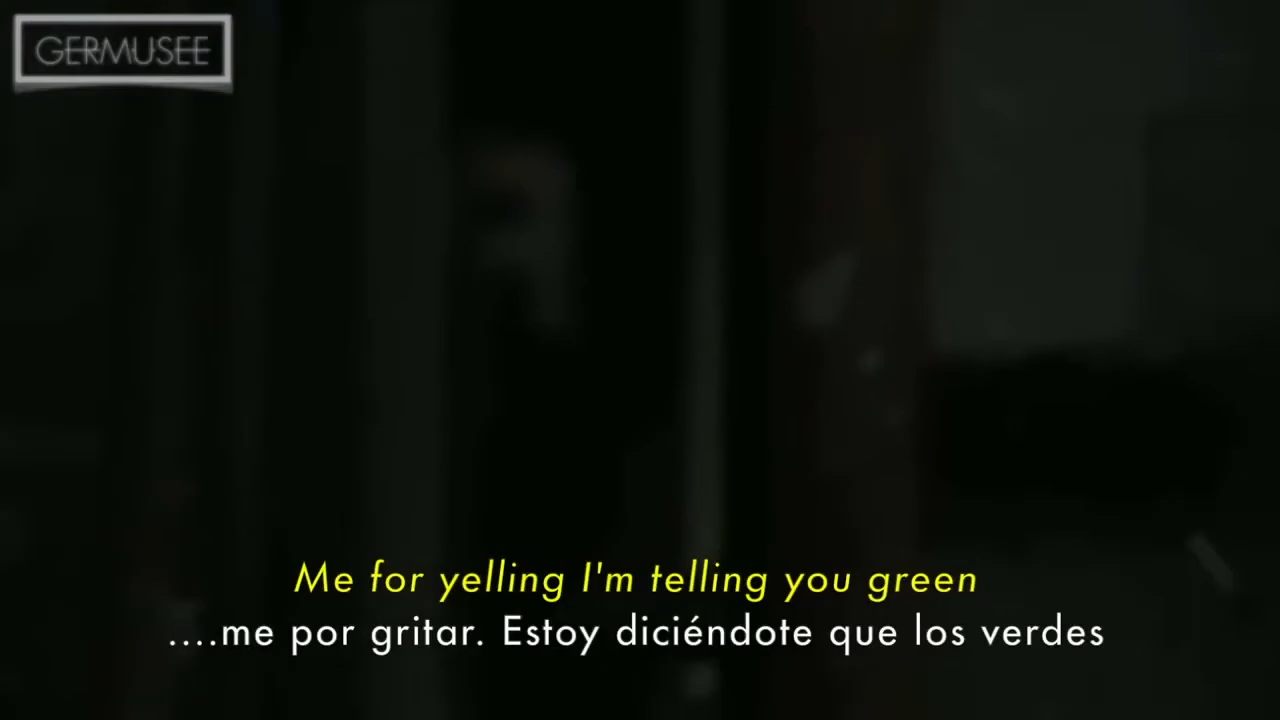 GERMUSEE
Me for yelling I'm telling you green
....me por gritar. Estoy diciéndote que los verdes